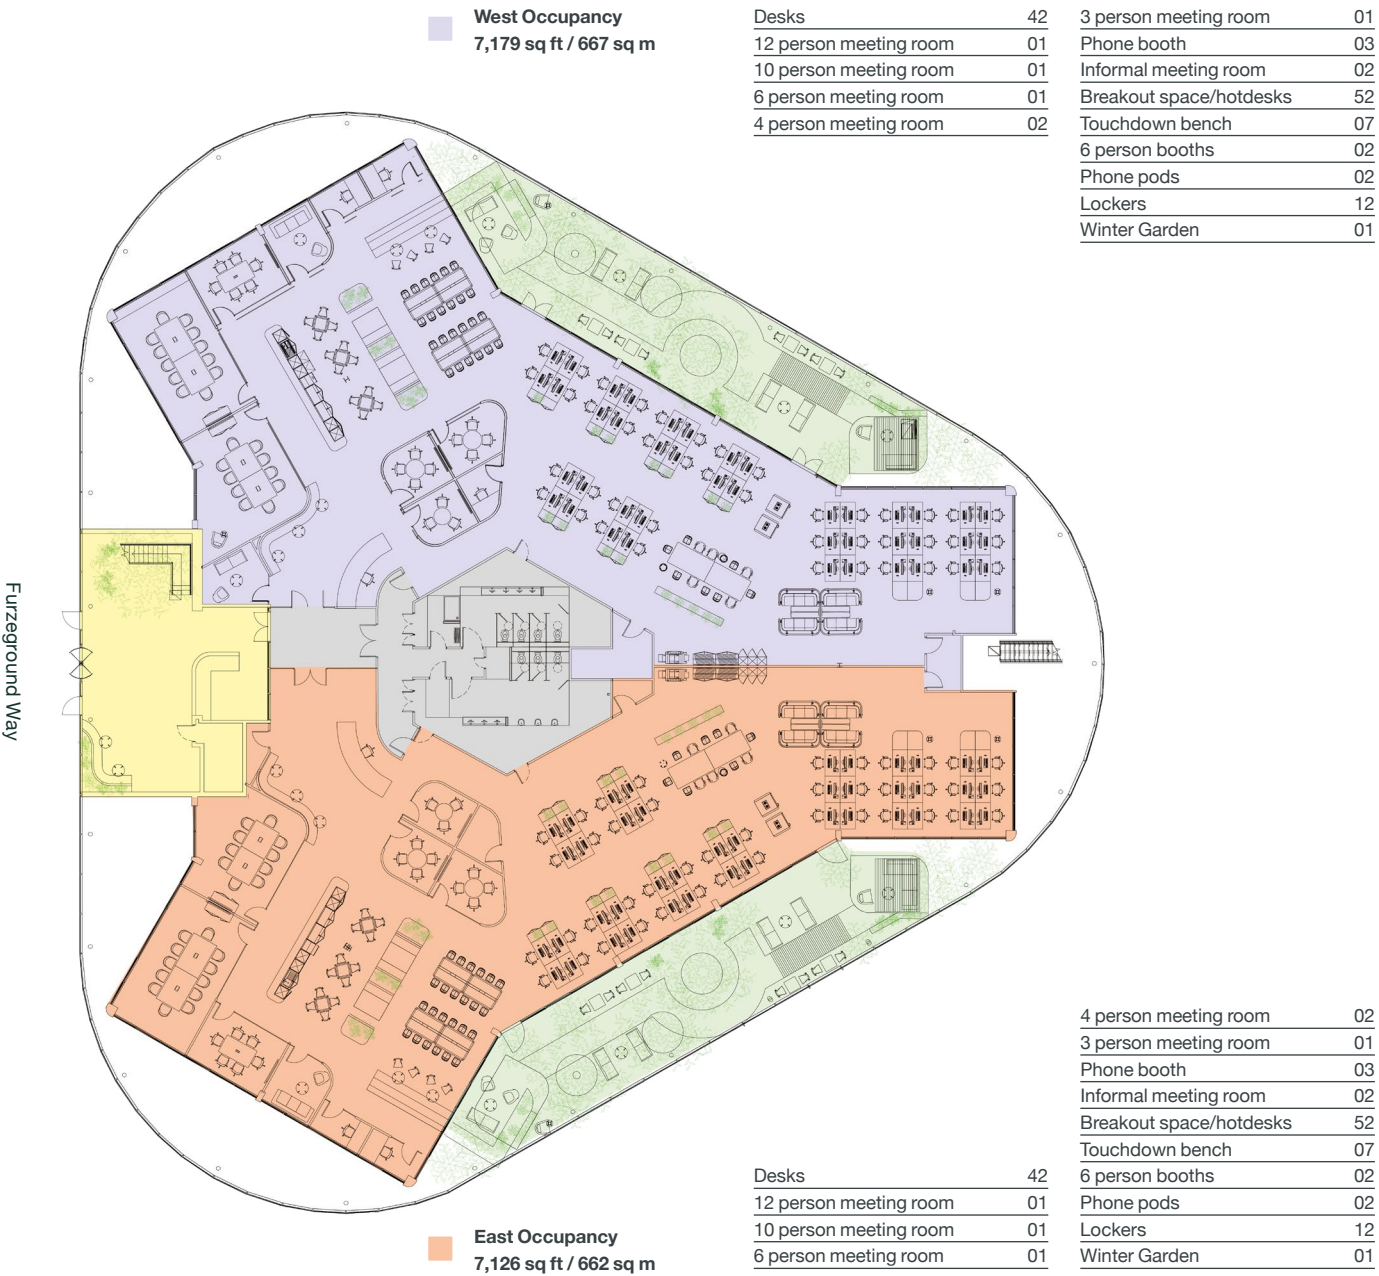 West Occupancy
7,179 sq ft / 667 sq m
Desks 42
12 person meeting room 01
10 person meeting room 01
6 person meeting room 01
4 person meeting room 02
3 person meeting room 01
Phone booth 03
Informal meeting room 02
Breakout space/hotdesks 52
Touchdown bench 07
6 person booths 02
Phone pods 02
Lockers 12
Winter Garden 01
Furzeground Way
East Occupancy
7,126 sq ft / 662 sq m
Desks 42
12 person meeting room 01
10 person meeting room 01
6 person meeting room 01
4 person meeting room 02
3 person meeting room 01
Phone booth 03
Informal meeting room 02
Breakout space/hotdesks 52
Touchdown bench 07
6 person booths 02
Phone pods 02
Lockers 12
Winter Garden 01